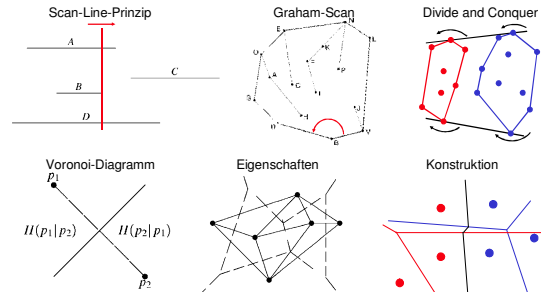 Scan-Line-Prinzip
Graham-Scan
Divide and Conquer
A
B
C
D
E
N
L
K
F
P
A
G
I
J
H
B
V
Voronoi-Diagramm
Eigenschaften
Konstruktion
p1
H(p1|p2)
H(p2|p1)
p2